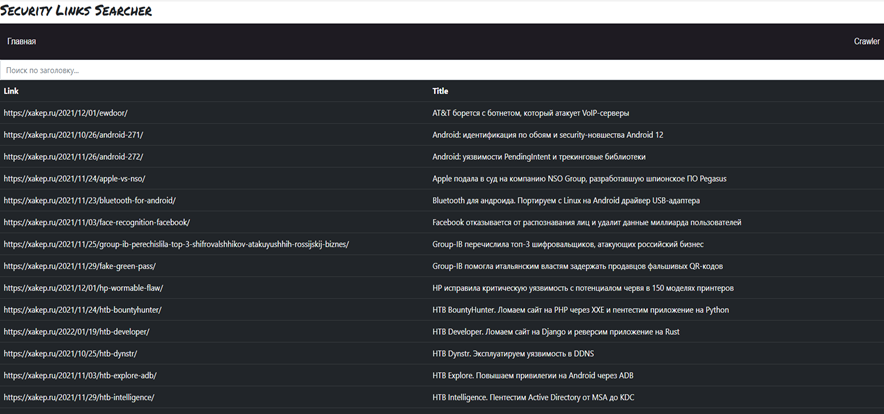 Security Links Searcher
Главная Crawler
Поиск по заголовку...
Link Title
https://xakep.ru/2021/12/01/ewdoor/ AT&T борется с ботнетом, который атакует VoIP-серверы
https://xakep.ru/2021/10/26/android-271/ Android: идентификация по обоям и security-новшества Android 12
https://xakep.ru/2021/11/26/android-272/ Android: уязвимости PendingIntent и трекинговые библиотеки
https://xakep.ru/2021/11/24/apple-vs-nso/ Apple подала в суд на компанию NSO Group, разработавшую шпионское ПО Pegasus
https://xakep.ru/2021/11/23/bluetooth-for-android/ Bluetooth для андроида. Портируем с Linux на Android драйвер USB-адаптера
https://xakep.ru/2021/11/03/face-recognition-facebook/ Facebook отказывается от распознавания лиц и удалит данные миллиарда пользователей
https://xakep.ru/2021/11/25/group-ib-perechislila-top-3-shifrovalshhikov-atakuyushhih-rossijskij-biznes/ Group-IB перечислила топ-3 шифровальщиков, атакующих российский бизнес
https://xakep.ru/2021/11/29/fake-green-pass/ Group-IB помогла итальянским властям задержать продавцов фальшивых QR-кодов
https://xakep.ru/2021/12/01/hp-wormable-flaw/ HP исправила критическую уязвимость с потенциалом червя в 150 моделях принтеров
https://xakep.ru/2021/11/24/htb-bountyhunter/ HTB BountyHunter. Ломаем сайт на PHP через XXE и пентестим приложение на Python
https://xakep.ru/2022/01/19/htb-developer/ HTB Developer. Ломаем сайт на Django и реверсим приложение на Rust
https://xakep.ru/2021/10/25/htb-dynstr/ HTB Dynstr. Эксплуатируем уязвимость в DDNS
https://xakep.ru/2021/11/03/htb-explore-adb/ HTB Explore. Повышаем привилегии на Android через ADB
https://xakep.ru/2021/11/29/htb-intelligence/ HTB Intelligence. Пентестим Active Directory от MSA до KDC